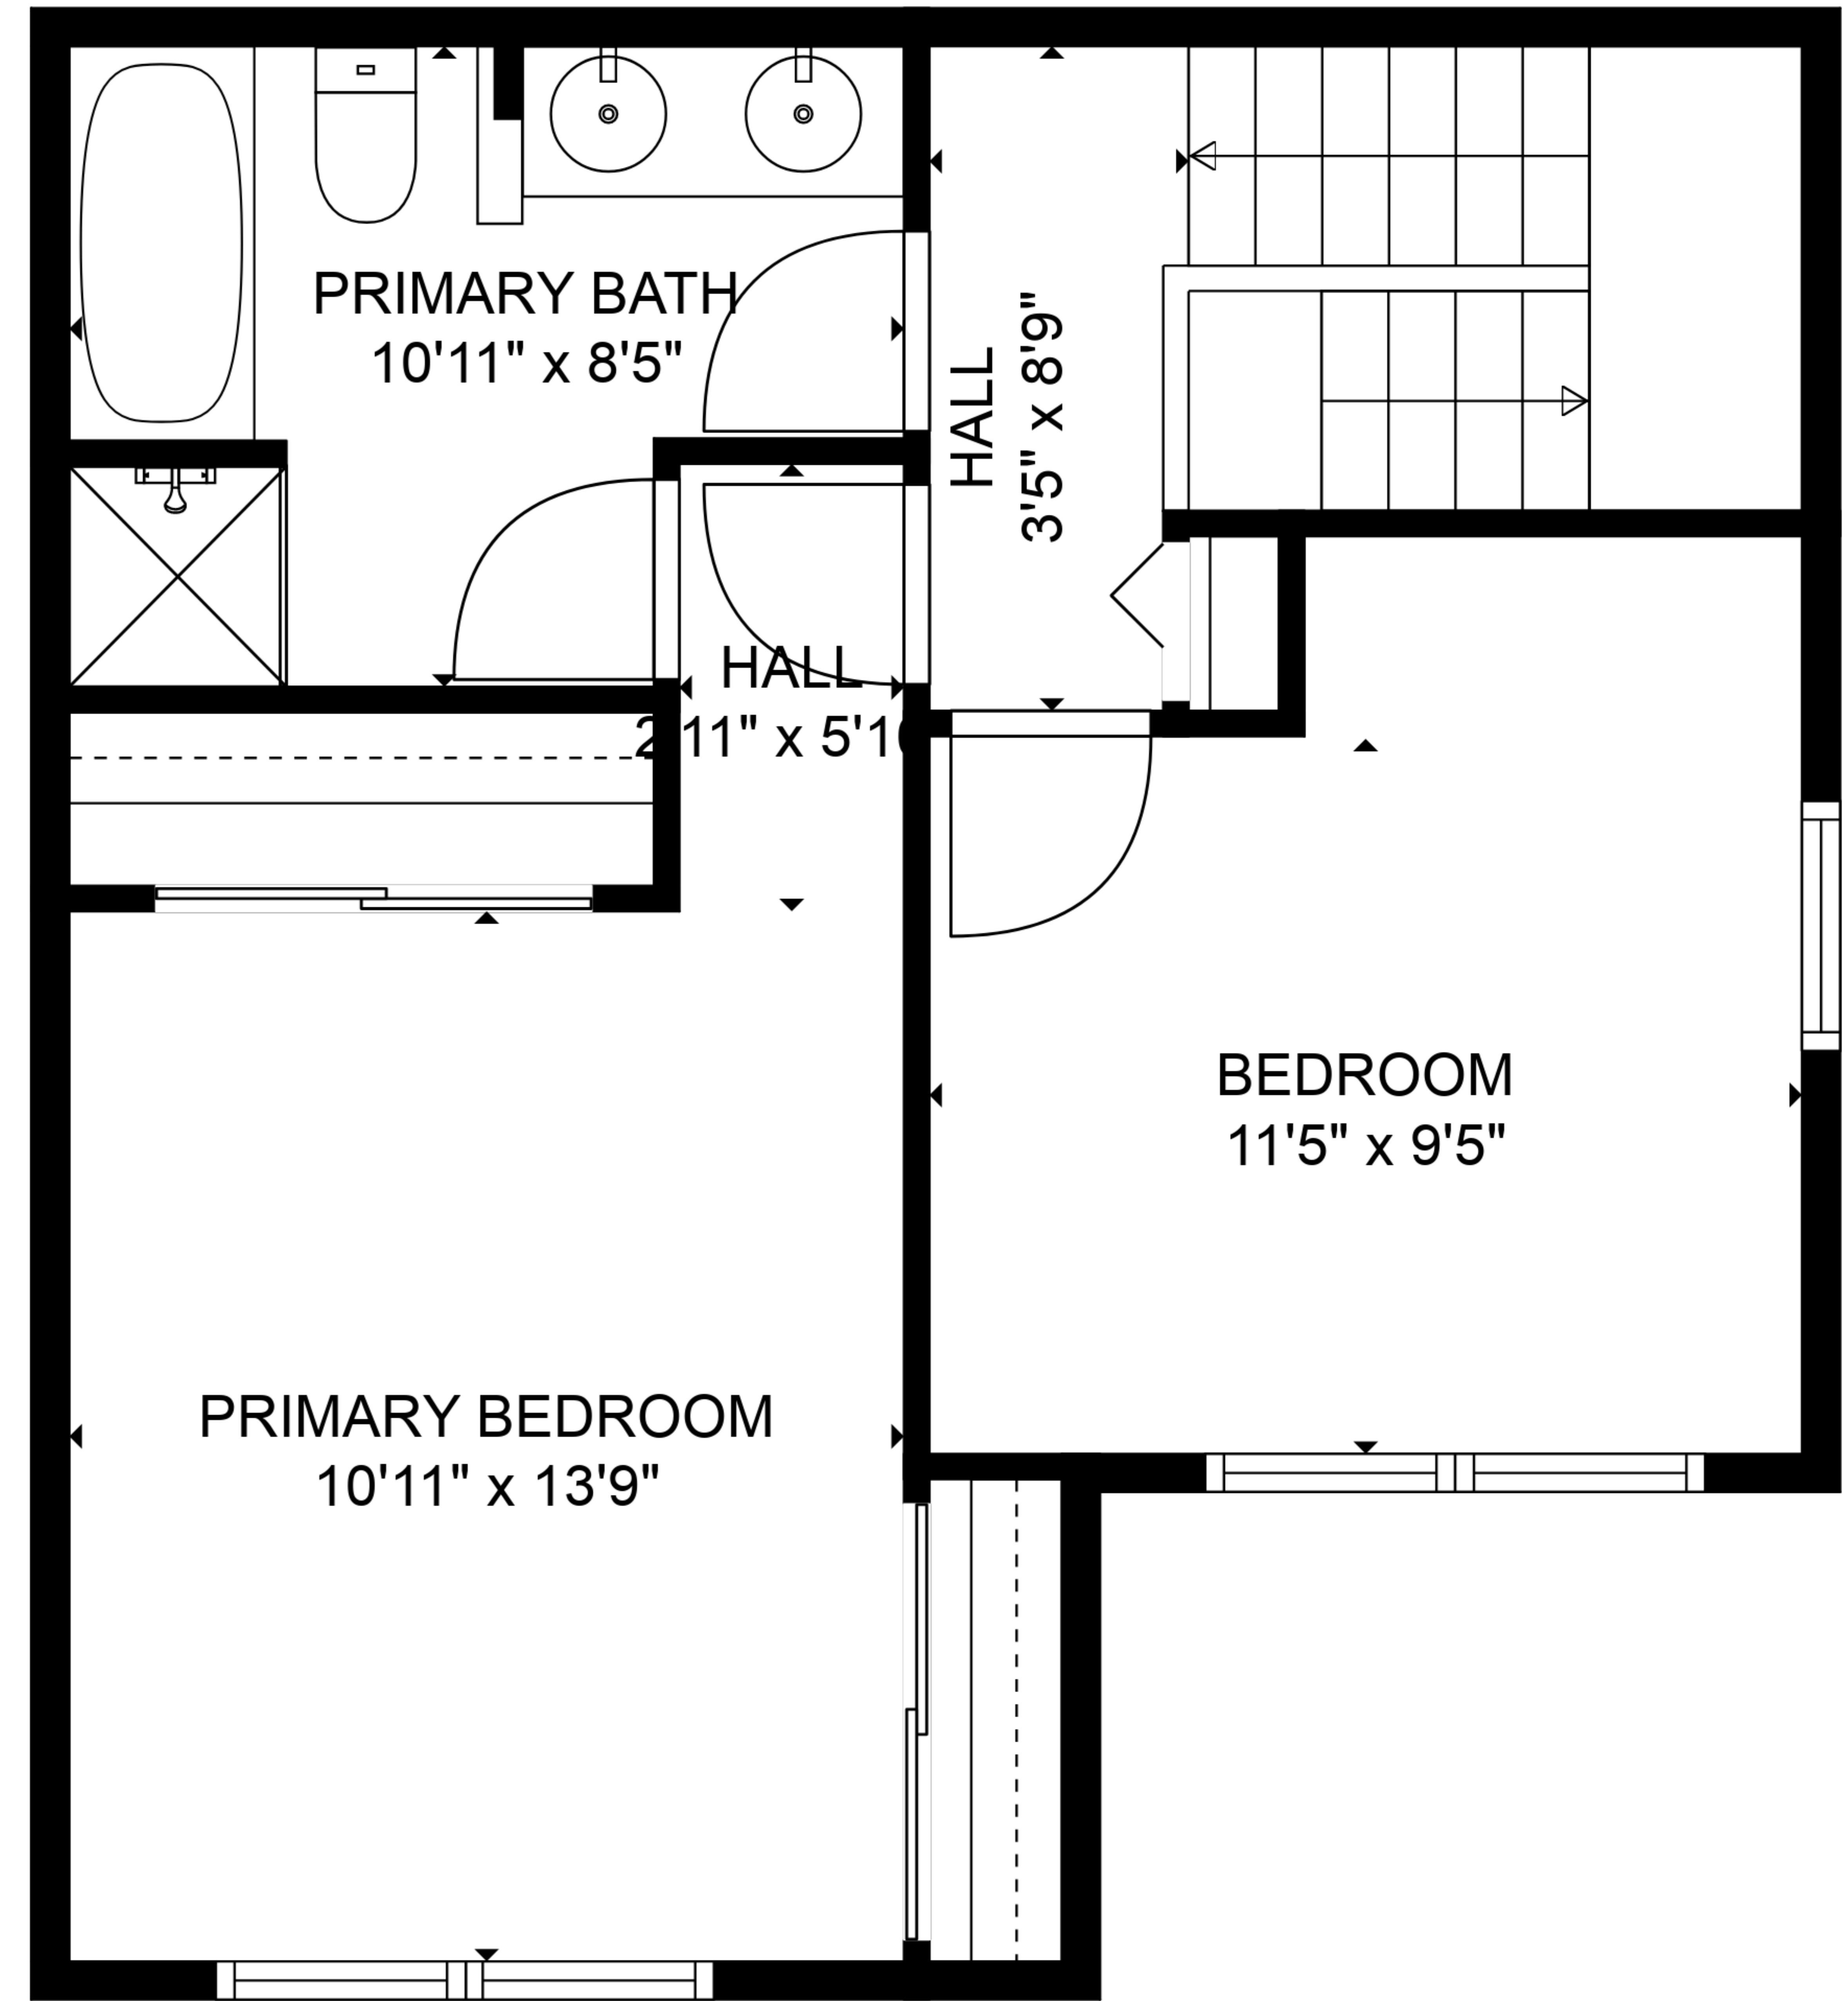 PRIMARY BATH
10'11" x 8'5"
HALL
3'5" x 8'9"
HALL
BEDROOM
11'5" x 9'5"
PRIMARY BEDROOM
10'11" x 13'9"